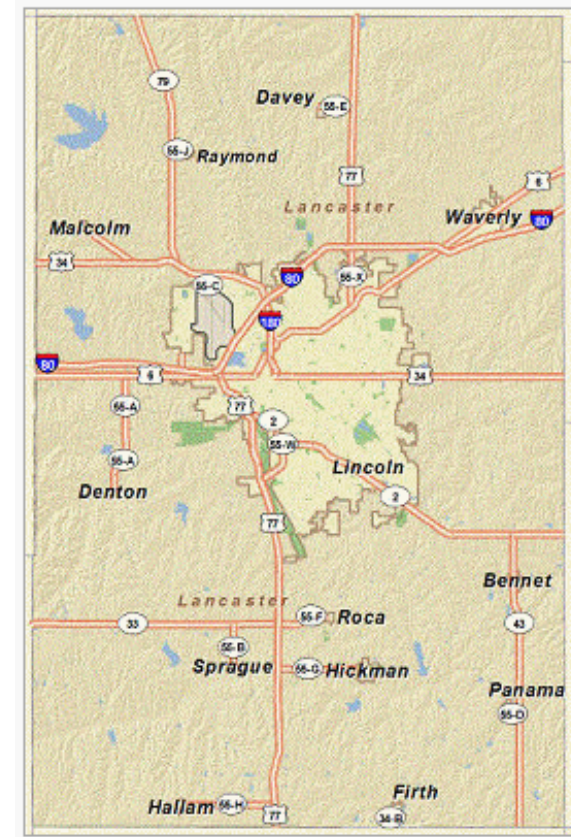 79
Davey
55-E
55-J
Raymond
77
6
Lancaster
Waverly
80
Malcolm
34
55-C
80
55-X
180
80
6
34
55-A
77
2
55-W
55-A
Lincoln
Denton
2
77
Bennet
Lancaster
33
55-F
Roca
43
55-B
Sprague
55-G
Hickman
Panama
55-D
Firth
Hallam
55-H
77
34-B